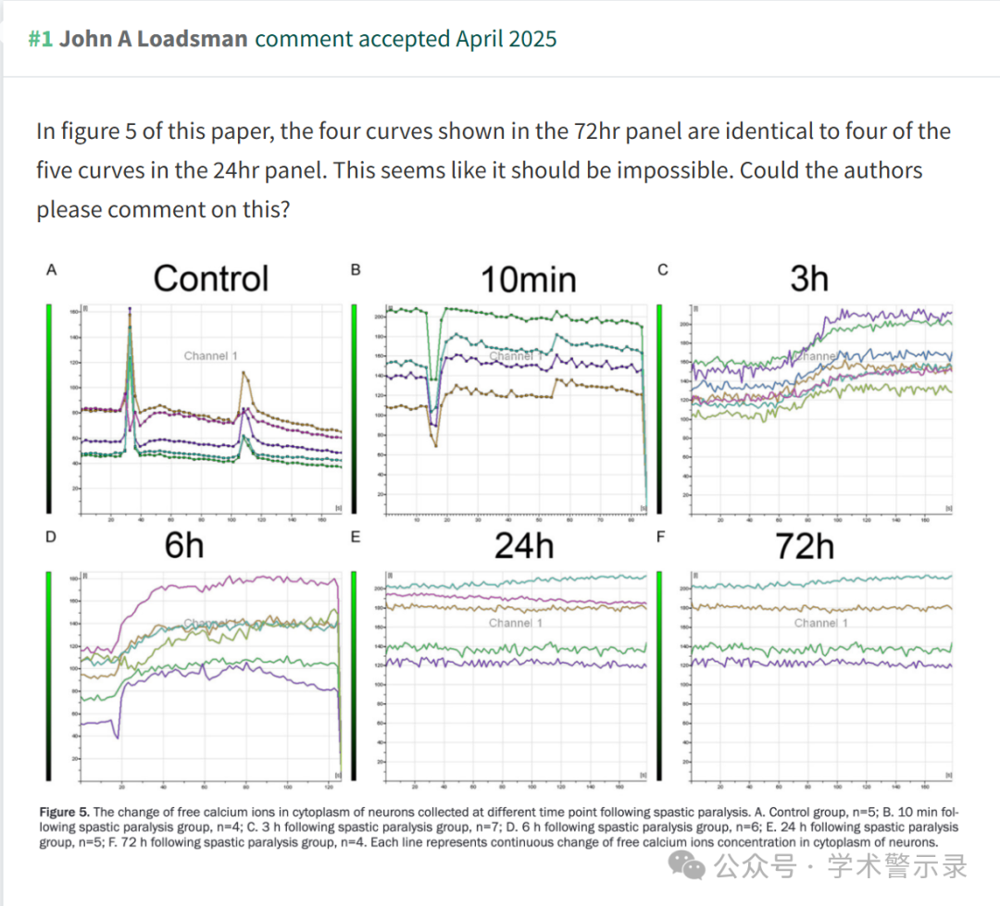 #1 John A Loadsman comment accepted April 2025
In figure 5 of this paper, the four curves shown in the 72hr panel are identical to four of the
five curves in the 24hr panel. This seems like it should be impossible. Could the authors
please comment on this?
A
Control
B
10min
C
3h
Channel 1
Channel 1
Channel
D
6h
E
24h
F
72h
Channel 1
Channel 1
Figure 5. The change of free calcium ions in cytoplasm of neurons collected at different time point following spastic paralysis. A. Control group, n=5; B. 10 min fol-
lowing spastic paralysis group, n=4; C. 3 h following spastic paralysis group, n=7; D. 6 h following spastic paralysis group, n=6; E. 24 h following spastic paralysis
group, n=5; F. 72 h following spastic paralysis group, n=4. Each line represents continuous change of free calcium ions concentration in cytoplasm of neurons.
公众号 · 学术警示录